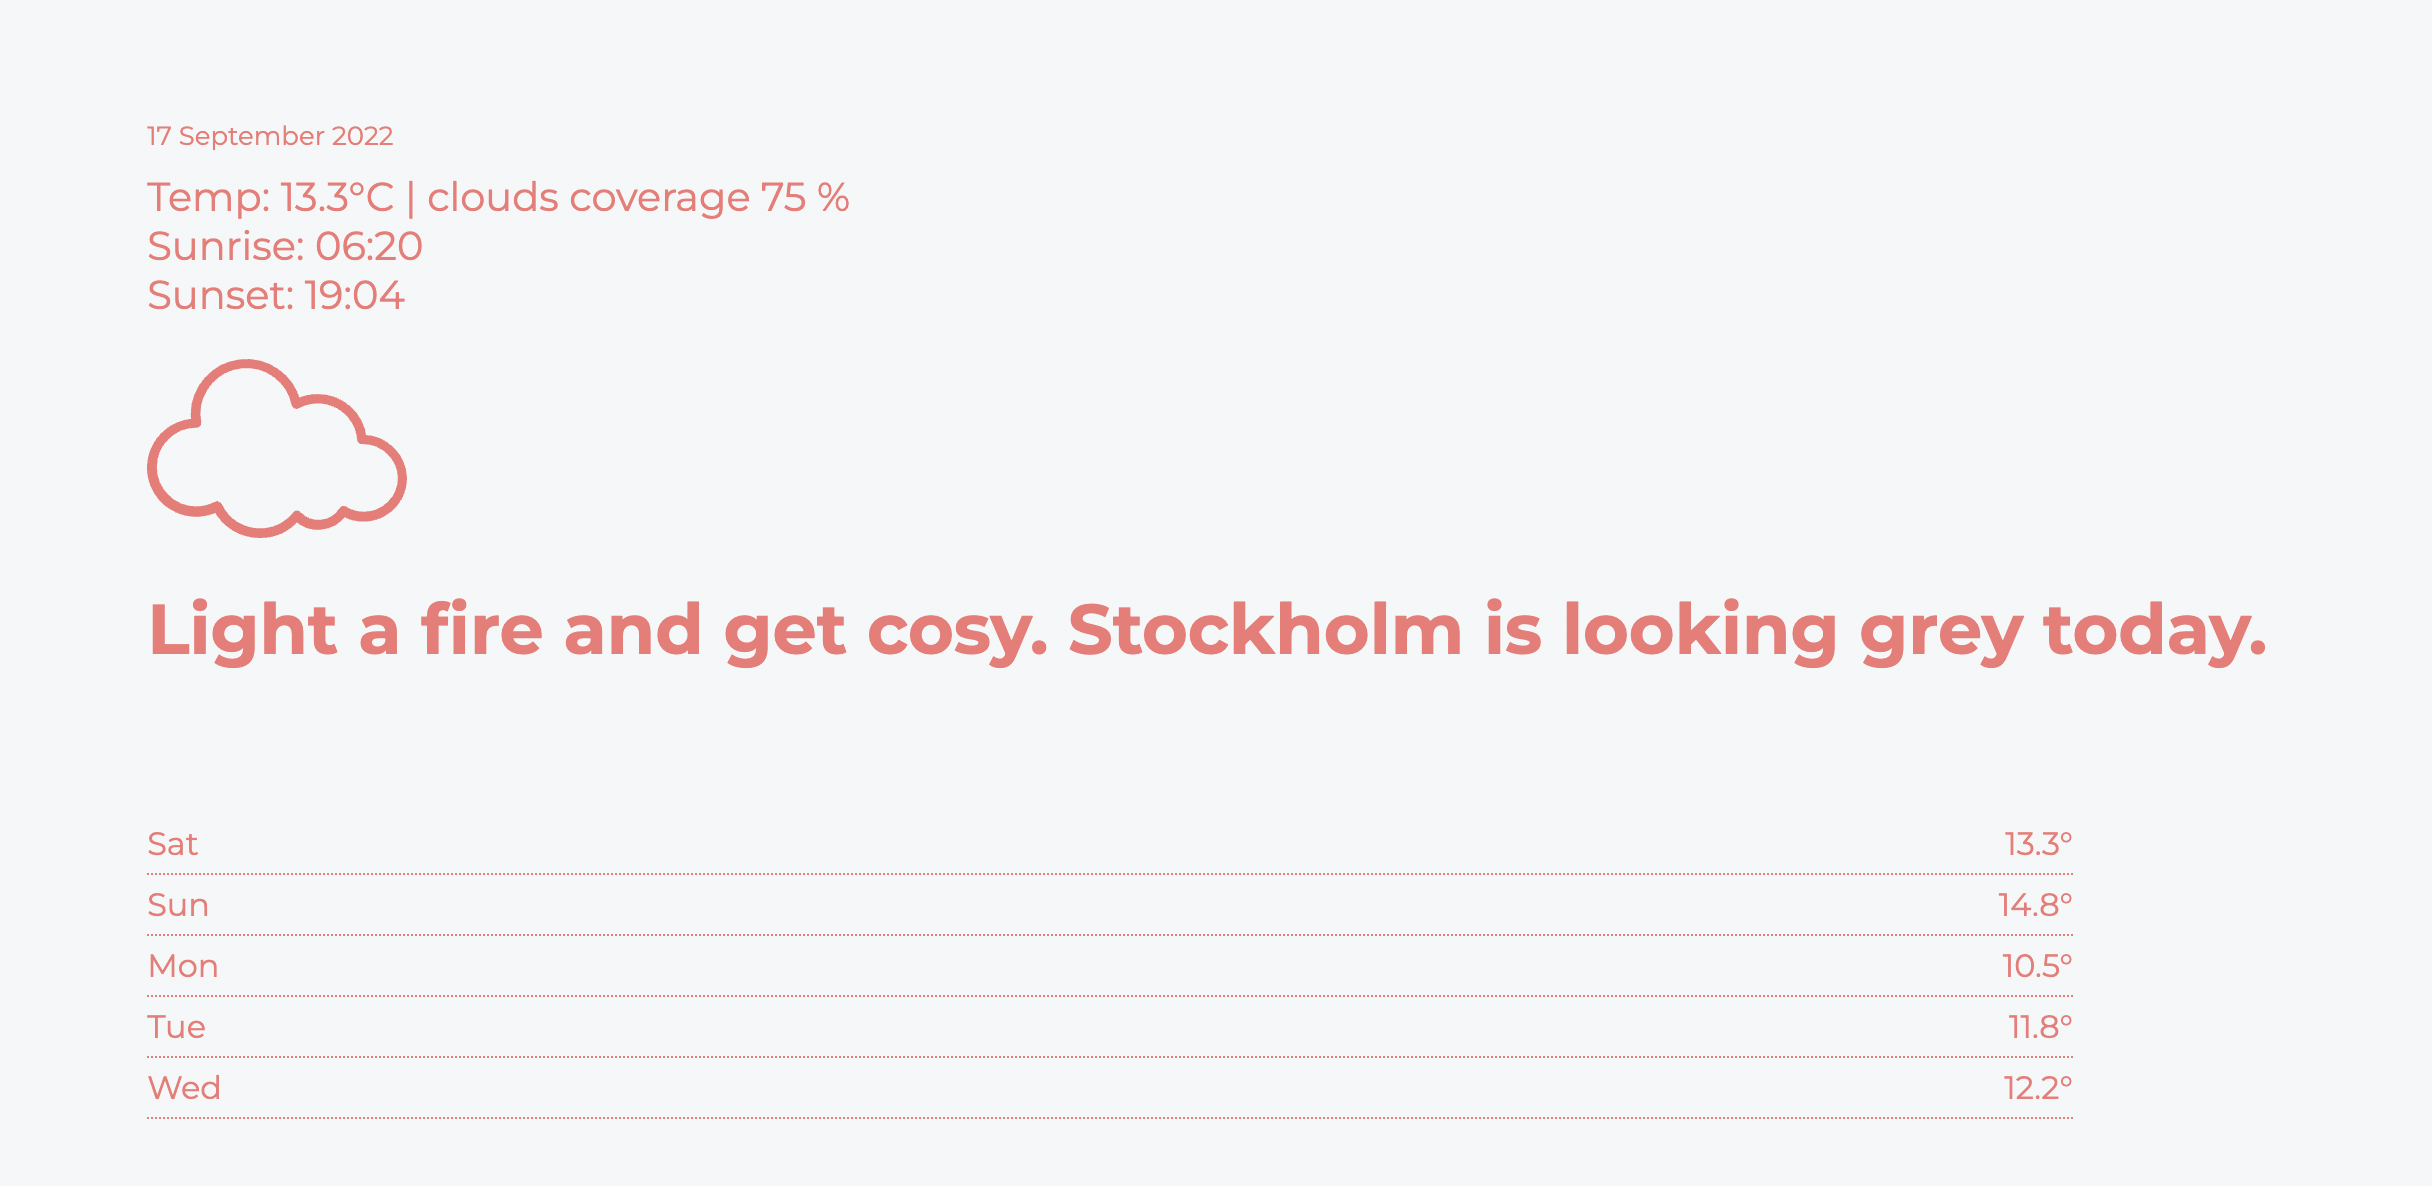 17 September 2022
Temp: 13.3°C | clouds coverage 75 %
Sunrise: 06:20
Sunset: 19:04
Light a fire and get cosy. Stockholm is looking grey today.
Sat 13.3°
Sun 14.8°
Mon 10.5°
Tue 11.8°
Wed 12.2°